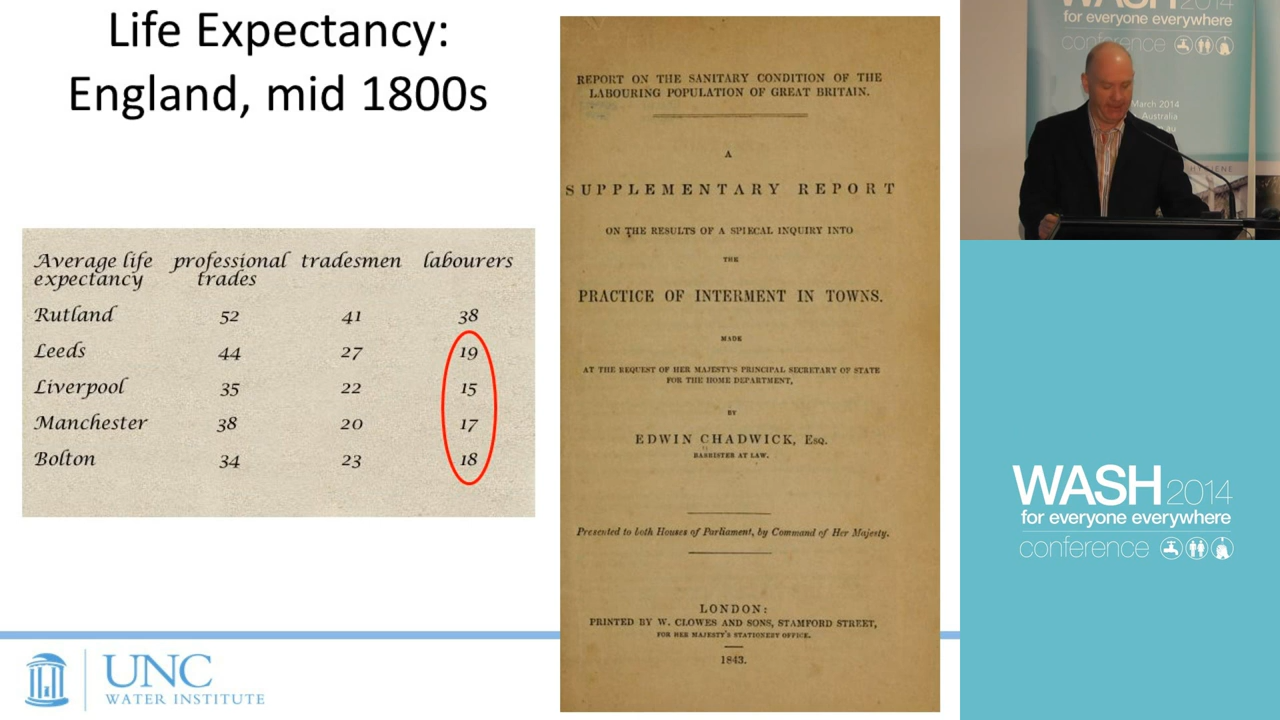 Life Expectancy:
England, mid 1800s
Average life expectancy professional trades tradesmen labourers
Rutland 52 41 38
Leeds 44 27 19
Liverpool 35 22 15
Manchester 38 20 17
Bolton 34 23 18
UNC
WATER INSTITUTE
REPORT ON THE SANITARY CONDITION OF THE
LABOURING POPULATION OF GREAT BRITAIN.
A
SUPPLEMENTARY REPORT
ON THE RESULTS OF A SPIECAL INQUIRY INTO
THE
PRACTICE OF INTERMENT IN TOWNS.
MADE
AT THE REQUEST OF HER MAJESTY'S PRINCIPAL SECRETARY OF STATE
FOR THE HOME DEPARTMENT,
BY
EDWIN CHADWICK, ESQ.
BARRISTER AT LAW.
Presented to both Houses of Parliament, by Command of Her Majesty.
LONDON:
PRINTED BY W. CLOWES AND SONS, STAMFORD STREET,
FOR HER MAJESTY'S STATIONERY OFFICE.
1843.
WASH 2014
for everyone everywhere
conference
March 2014
Australia
HYGIENE
WASH 2014
for everyone everywhere
conference